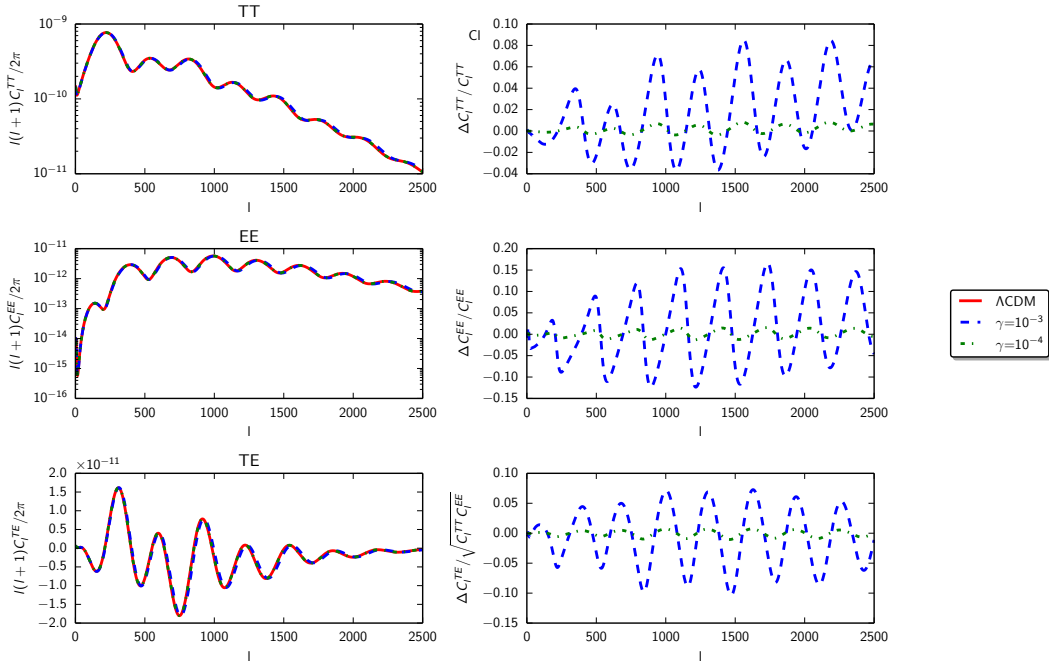 TT
l(l + 1)C_l^{TT}/2π
10^{-9}
10^{-10}
10^{-11}
0 500 1000 1500 2000 2500
l
Cl
ΔC_l^{TT}/C_l^{TT}
0.10
0.08
0.06
0.04
0.02
0.00
−0.02
−0.04
0 500 1000 1500 2000 2500
l
EE
l(l + 1)C_l^{EE}/2π
10^{-11}
10^{-12}
10^{-13}
10^{-14}
10^{-15}
10^{-16}
0 500 1000 1500 2000 2500
l
ΔC_l^{EE}/C_l^{EE}
0.20
0.15
0.10
0.05
0.00
−0.05
−0.10
−0.15
0 500 1000 1500 2000 2500
l
ΛCDM
γ=10^{-3}
γ=10^{-4}
TE
×10^{-11}
l(l + 1)C_l^{TE}/2π
2.0
1.5
1.0
0.5
0.0
−0.5
−1.0
−1.5
−2.0
0 500 1000 1500 2000 2500
l
ΔC_l^{TE}/√C_l^{TT}C_l^{EE}
0.10
0.05
0.00
−0.05
−0.10
−0.15
0 500 1000 1500 2000 2500
l